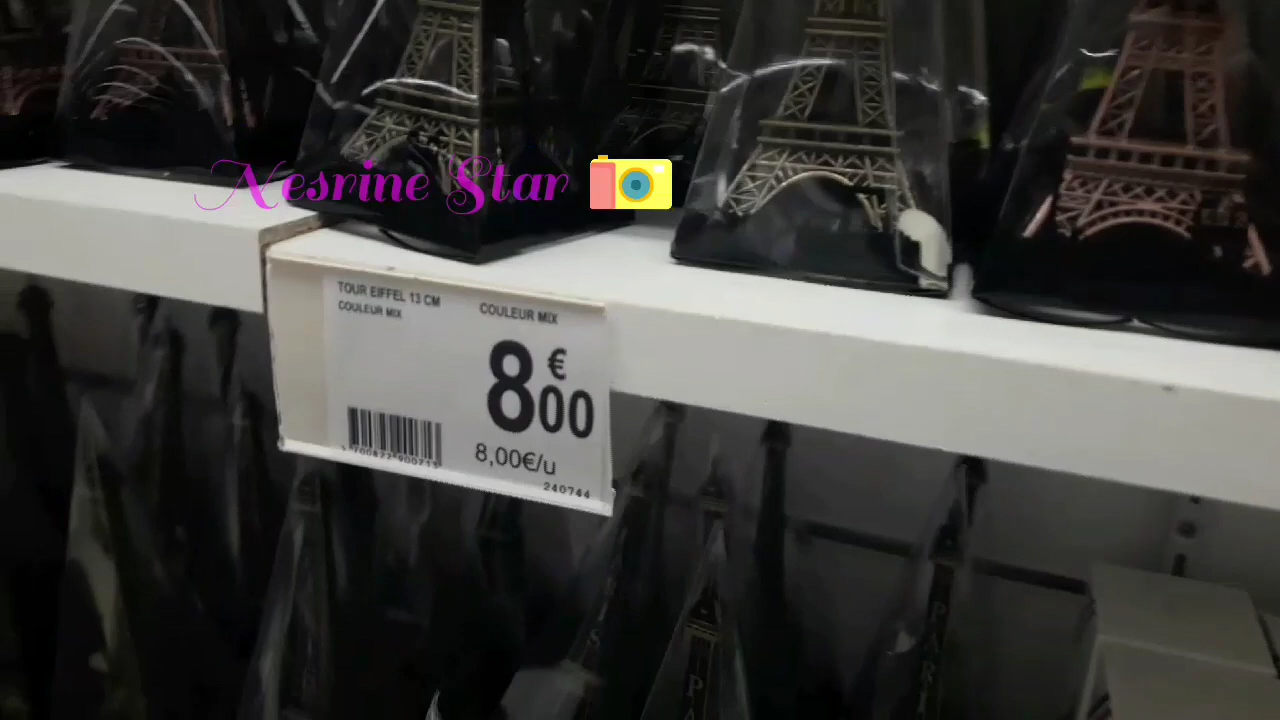 Nesrine Star
TOUR EIFFEL 13 CM
COULEUR MIX
COULEUR MIX
8€00
8,00€/u
240744